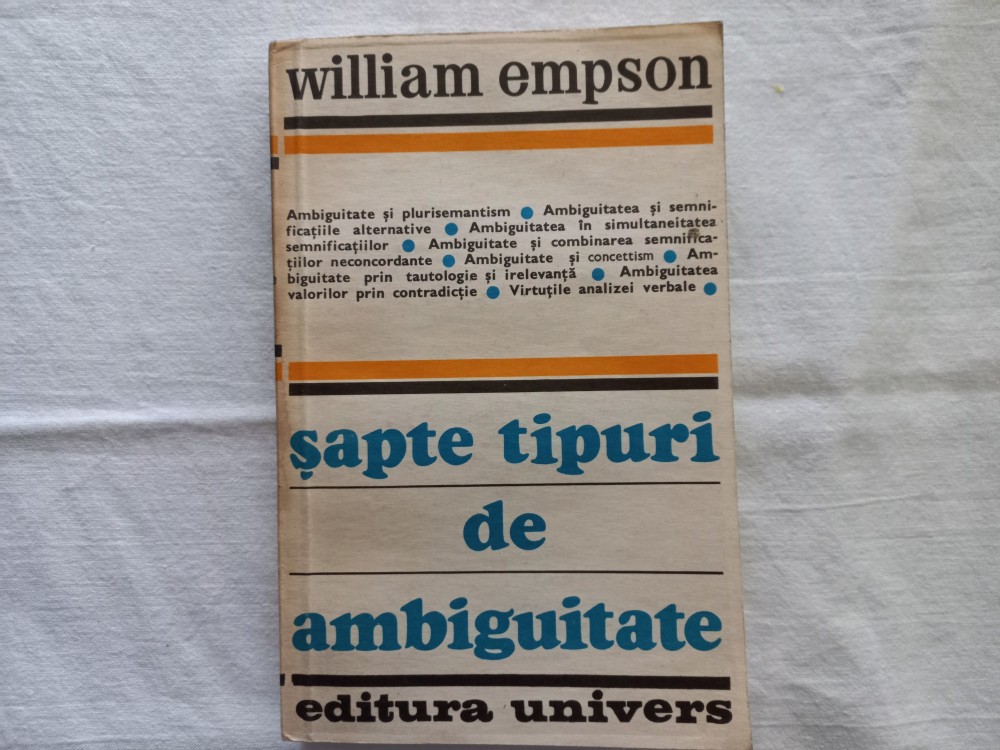 william empson
Ambiguitate și plurisemantism ● Ambiguitatea și semni-
ficațiile alternative ● Ambiguitatea în simultaneitatea
semnificațiilor ● Ambiguitate și combinarea semnifica-
țiilor neconcordante ● Ambiguitate și concettism ● Am-
biguitate prin tautologie și irelevanță ● Ambiguitatea
valorilor prin contradicție ● Virtuțile analizei verbale ●
șapte tipuri
de
ambiguitate
editura univers